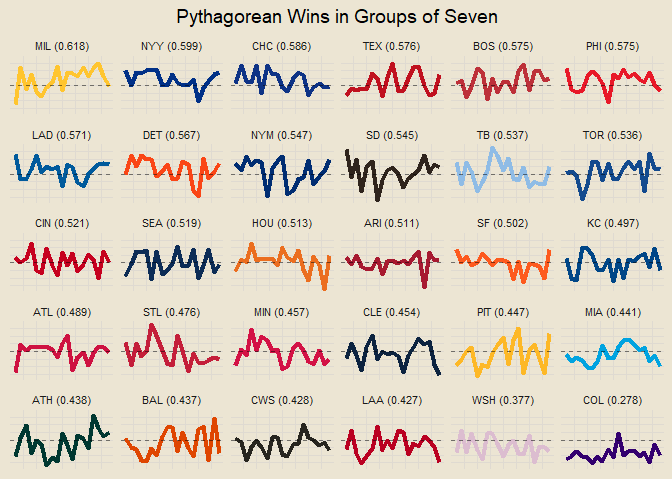 Pythagorean Wins in Groups of Seven
MIL (0.618) NYY (0.599) CHC (0.586) TEX (0.576) BOS (0.575) PHI (0.575)
LAD (0.571) DET (0.567) NYM (0.547) SD (0.545) TB (0.537) TOR (0.536)
CIN (0.521) SEA (0.519) HOU (0.513) ARI (0.511) SF (0.502) KC (0.497)
ATL (0.489) STL (0.476) MIN (0.457) CLE (0.454) PIT (0.447) MIA (0.441)
ATH (0.438) BAL (0.437) CWS (0.428) LAA (0.427) WSH (0.377) COL (0.278)